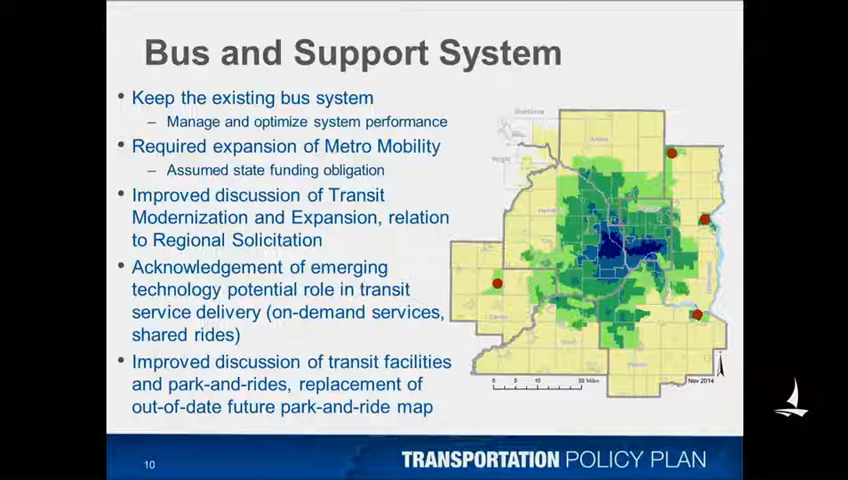 Bus and Support System
• Keep the existing bus system
– Manage and optimize system performance
• Required expansion of Metro Mobility
– Assumed state funding obligation
• Improved discussion of Transit
Modernization and Expansion, relation
to Regional Solicitation
• Acknowledgement of emerging
technology potential role in transit
service delivery (on-demand services,
shared rides)
• Improved discussion of transit facilities
and park-and-rides, replacement of
out-of-date future park-and-ride map
Anoka
0 5 10 20 Miles
Nov 2014
10
TRANSPORTATION POLICY PLAN